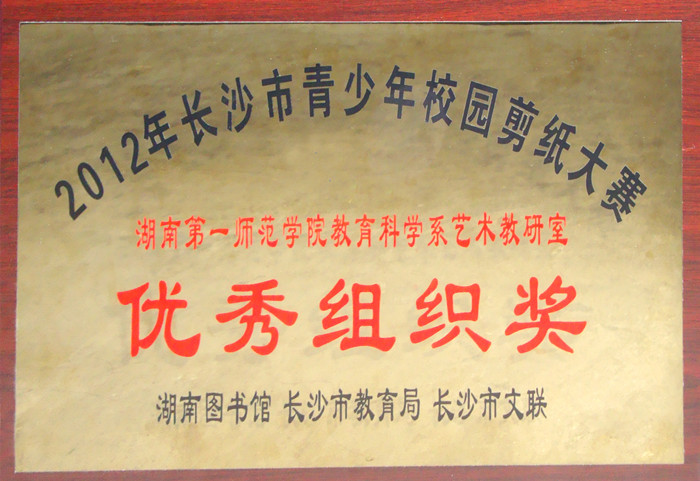 2012年长沙市青少年校园剪纸大赛
湖南第一师范学院教育科学系艺术教研室
优秀组织奖
湖南图书馆 长沙市教育局 长沙市文联